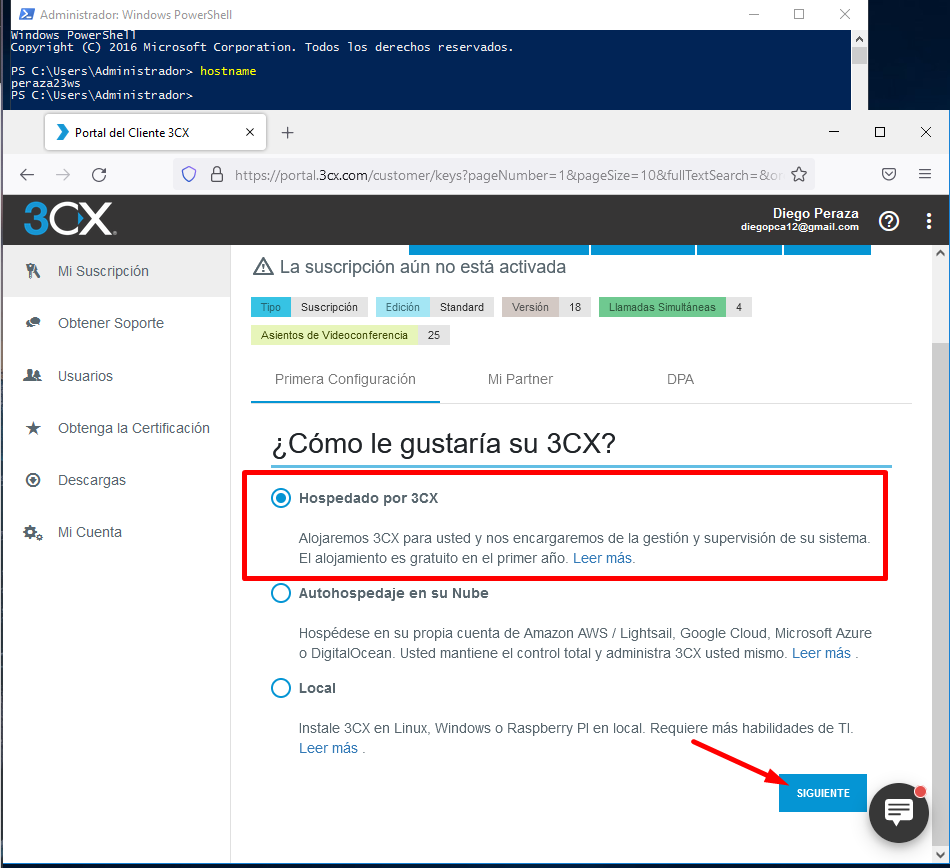 Administrador: Windows PowerShell
Windows PowerShell
Copyright (C) 2016 Microsoft Corporation. Todos los derechos reservados.
PS C:\Users\Administrador> hostname
peraza23ws
PS C:\Users\Administrador>
Portal del Cliente 3CX
https://portal.3cx.com/customer/keys?pageNumber=1&pageSize=10&fullTextSearch=&or
3CX
Diego Peraza
diegopca12@gmail.com
Mi Suscripción
Obtener Soporte
Usuarios
Obtenga la Certificación
Descargas
Mi Cuenta
La suscripción aún no está activada
Tipo Suscripción Edición Standard Versión 18 Llamadas Simultáneas 4
Asientos de Videoconferencia 25
Primera Configuración Mi Partner DPA
¿Cómo le gustaría su 3CX?
Hospedado por 3CX
Alojaremos 3CX para usted y nos encargaremos de la gestión y supervisión de su sistema.
El alojamiento es gratuito en el primer año. Leer más.
Autohospedaje en su Nube
Hospédese en su propia cuenta de Amazon AWS / Lightsail, Google Cloud, Microsoft Azure
o DigitalOcean. Usted mantiene el control total y administra 3CX usted mismo. Leer más .
Local
Instale 3CX en Linux, Windows o Raspberry PI en local. Requiere más habilidades de TI.
Leer más .
SIGUIENTE